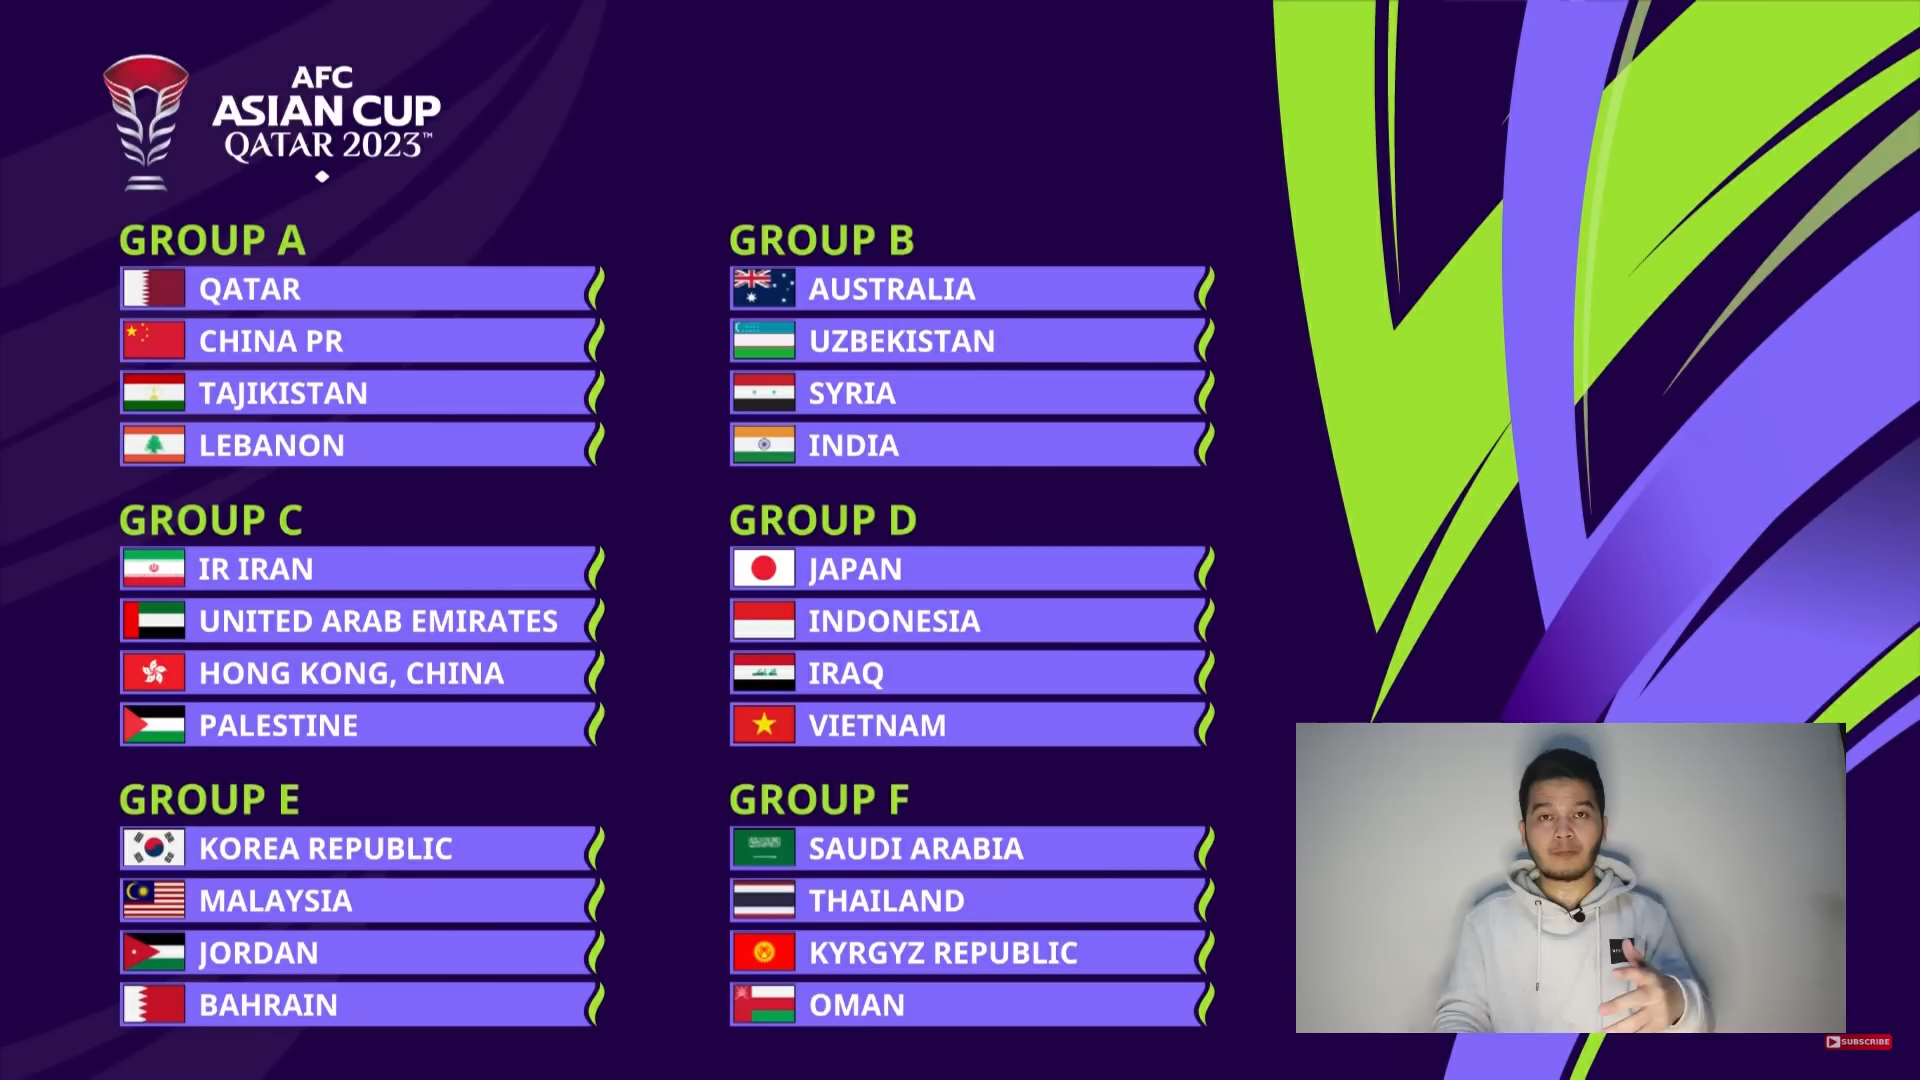 AFC
ASIAN CUP
QATAR 2023™
GROUP A
QATAR
CHINA PR
TAJIKISTAN
LEBANON
GROUP B
AUSTRALIA
UZBEKISTAN
SYRIA
INDIA
GROUP C
IR IRAN
UNITED ARAB EMIRATES
HONG KONG, CHINA
PALESTINE
GROUP D
JAPAN
INDONESIA
IRAQ
VIETNAM
GROUP E
KOREA REPUBLIC
MALAYSIA
JORDAN
BAHRAIN
GROUP F
SAUDI ARABIA
THAILAND
KYRGYZ REPUBLIC
OMAN
SUBSCRIBE